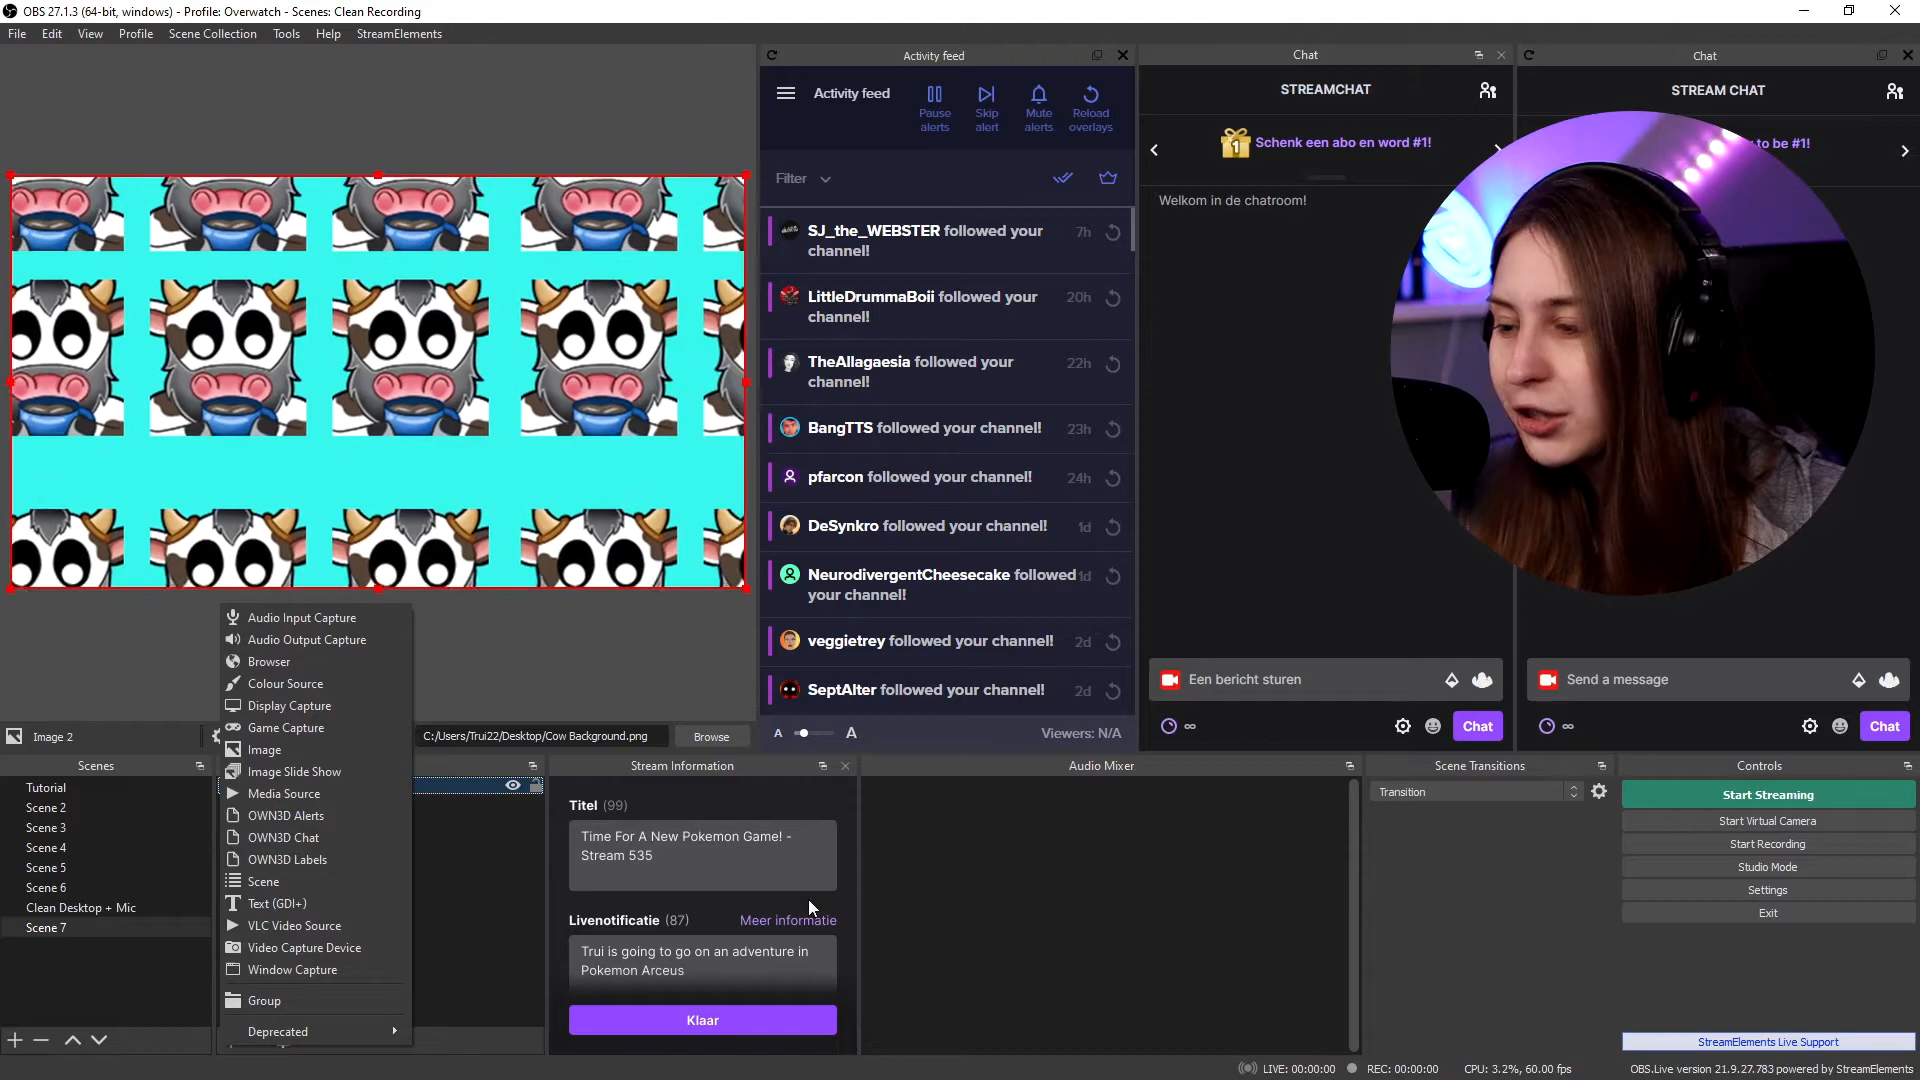 OBS 27.1.3 (64-bit, windows) - Profile: Overwatch - Scenes: Clean Recording
File Edit View Profile Scene Collection Tools Help StreamElements
Activity feed
Activity feed
Pause alerts
Skip alert
Mute alerts
Reload overlays
Filter
SJ_the_WEBSTER followed your 7h
channel!
LittleDrummaBoii followed your 20h
channel!
TheAllagaesia followed your 22h
channel!
BangTTS followed your channel! 23h
pfarcon followed your channel! 24h
DeSynkro followed your channel! 1d
NeurodivergentCheesecake followed 1d
your channel!
veggietrey followed your channel! 2d
SeptAlter followed your channel! 2d
A A Viewers: N/A
Chat
STREAMCHAT
1 Schenk een abo en word #1!
Welkom in de chatroom!
Een bericht sturen
∞ Chat
Chat
STREAM CHAT
to be #1!
Send a message
∞ Chat
Audio Input Capture
Audio Output Capture
Browser
Colour Source
Display Capture
Game Capture
Image
Image Slide Show
Media Source
OWN3D Alerts
OWN3D Chat
OWN3D Labels
Scene
Text (GDI+)
VLC Video Source
Video Capture Device
Window Capture
Group
Deprecated
Image 2
C:/Users/Trui22/Desktop/Cow Background.png Browse
Scenes
Tutorial
Scene 2
Scene 3
Scene 4
Scene 5
Scene 6
Clean Desktop + Mic
Scene 7
Stream Information
Titel (99)
Time For A New Pokemon Game! -
Stream 535
Livenotificatie (87) Meer informatie
Trui is going to go on an adventure in
Pokemon Arceus
Klaar
Audio Mixer
Scene Transitions
Transition
Controls
Start Streaming
Start Virtual Camera
Start Recording
Studio Mode
Settings
Exit
StreamElements Live Support
LIVE: 00:00:00 REC: 00:00:00 CPU: 3.2%, 60.00 fps OBS.Live version 21.9.27.783 powered by StreamElements